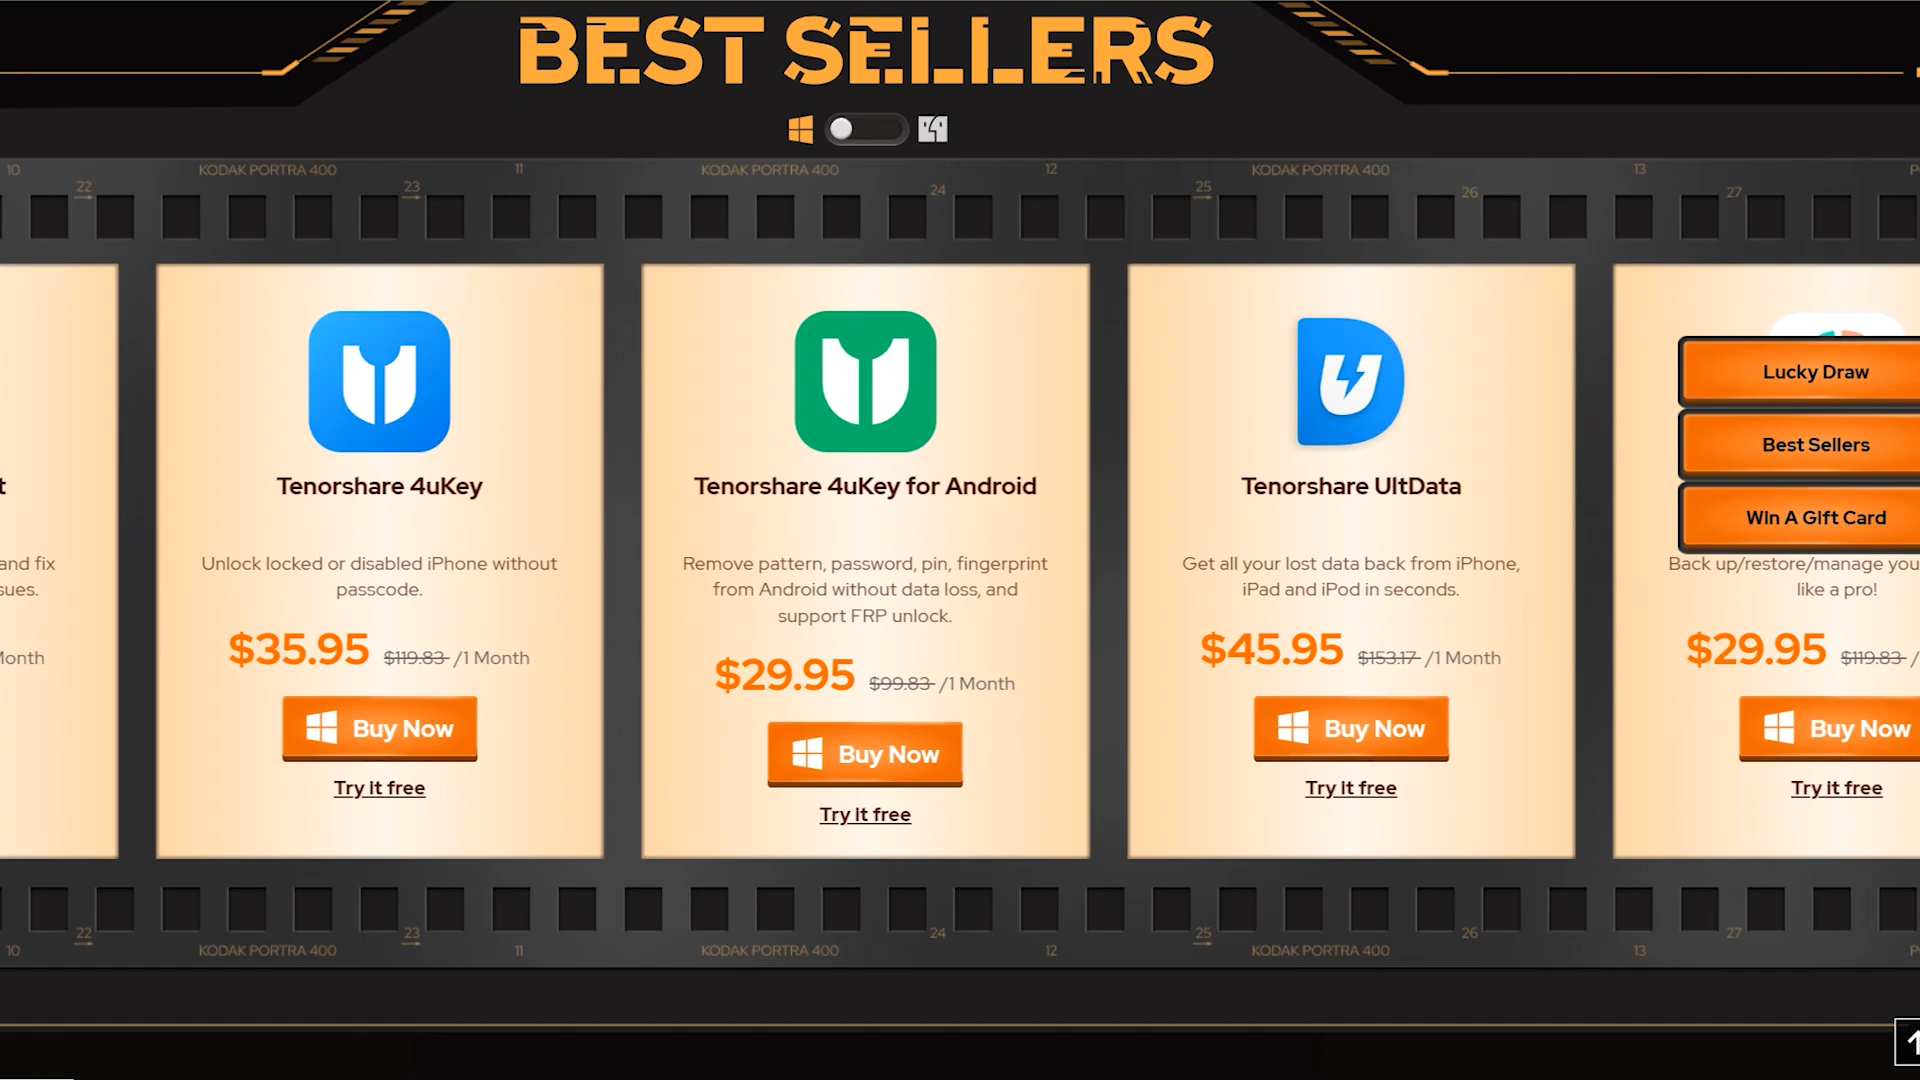 BEST SELLERS
10
KODAK PORTRA 400
11
KODAK PORTRA 400
12
KODAK PORTRA 400
13
22
23
24
25
26
27
Tenorshare 4uKey
Unlock locked or disabled iPhone without
passcode.
$35.95 $119.83 /1 Month
Buy Now
Try it free
Tenorshare 4uKey for Android
Remove pattern, password, pin, fingerprint
from Android without data loss, and
support FRP unlock.
$29.95 $99.83 /1 Month
Buy Now
Try it free
Tenorshare UltData
Get all your lost data back from iPhone,
iPad and iPod in seconds.
$45.95 $153.17 /1 Month
Buy Now
Try it free
Lucky Draw
Best Sellers
Win A Gift Card
and fix
Back up/restore/manage you
like a pro!
$29.95 $119.83 /
Buy Now
Try it free
22
23
24
25
26
27
10
KODAK PORTRA 400
11
KODAK PORTRA 400
12
KODAK PORTRA 400
13